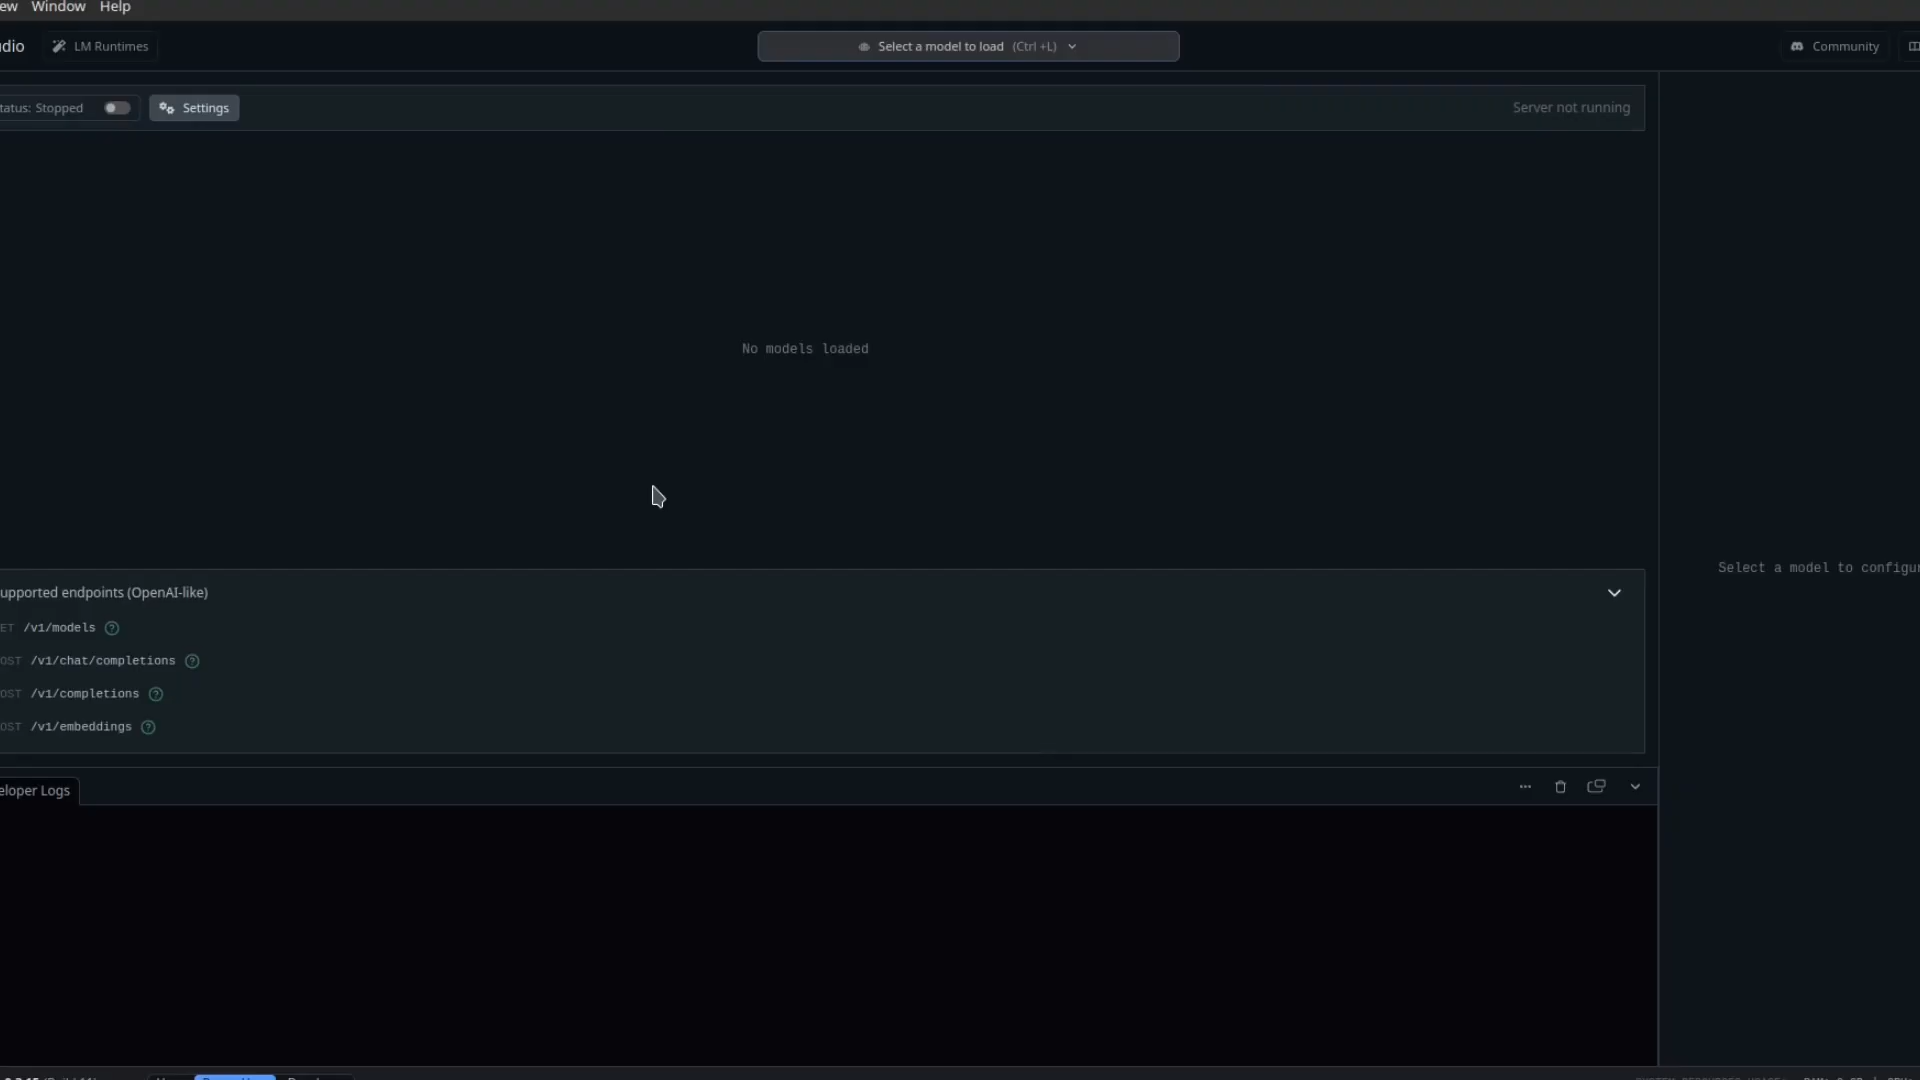 ew Window Help
dio LM Runtimes Select a model to load (Ctrl +L) Community
tatus: Stopped Settings Server not running
No models loaded
Select a model to configur
upported endpoints (OpenAI-like)
ET /v1/models ?
OST /v1/chat/completions ?
OST /v1/completions ?
OST /v1/embeddings ?
eloper Logs